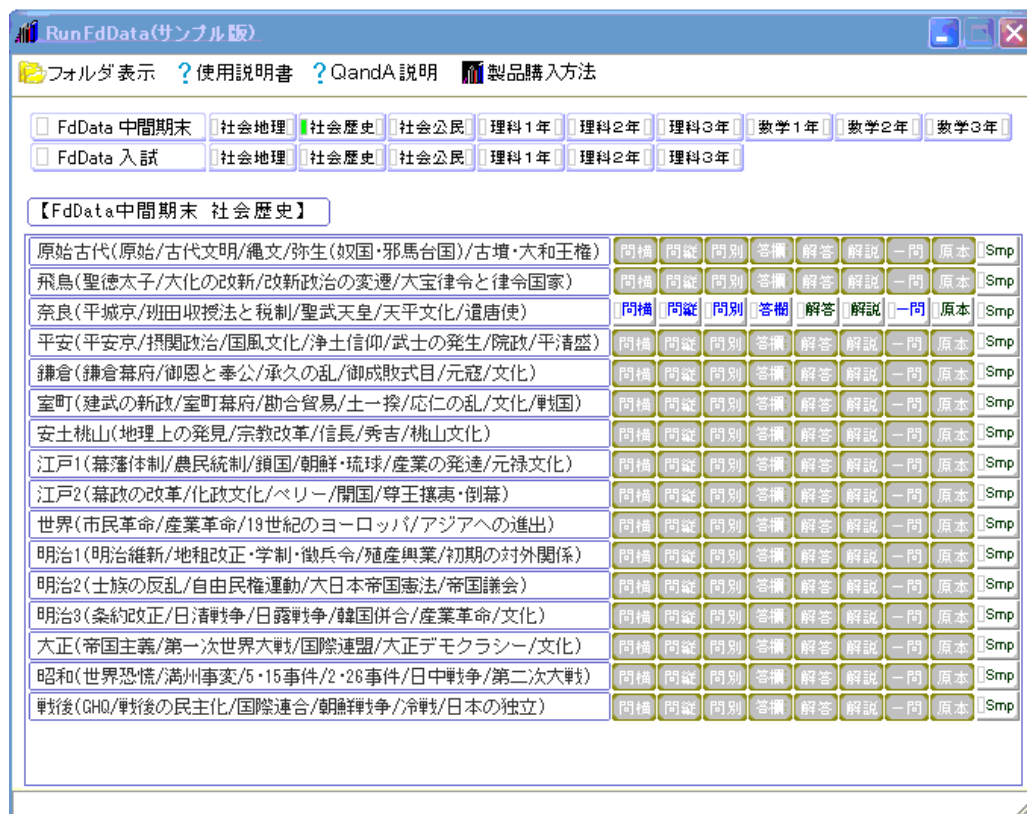 RunFdData(サンプル版)
フォルダ表示 ?使用説明書 ?QandA説明 製品購入方法
FdData 中間期末 社会地理 社会歴史 社会公民 理科1年 理科2年 理科3年 数学1年 数学2年 数学3年
FdData 入試 社会地理 社会歴史 社会公民 理科1年 理科2年 理科3年
【FdData中間期末 社会歴史】
原始古代(原始/古代文明/縄文/弥生(奴国・邪馬台国)/古墳・大和王権) 問横 問縦 問別 答欄 解答 解説 一問 原本 Smp
飛鳥(聖徳太子/大化の改新/改新政治の変遷/大宝律令と律令国家) 問横 問縦 問別 答欄 解答 解説 一問 原本 Smp
奈良(平城京/班田収授法と税制/聖武天皇/天平文化/遣唐使) 問横 問縦 問別 答欄 解答 解説 一問 原本 Smp
平安(平安京/摂関政治/国風文化/浄土信仰/武士の発生/院政/平清盛) 問横 問縦 問別 答欄 解答 解説 一問 原本 Smp
鎌倉(鎌倉幕府/御恩と奉公/承久の乱/御成敗式目/元寇/文化) 問横 問縦 問別 答欄 解答 解説 一問 原本 Smp
室町(建武の新政/室町幕府/勘合貿易/土一揆/応仁の乱/文化/戦国) 問横 問縦 問別 答欄 解答 解説 一問 原本 Smp
安土桃山(地理上の発見/宗教改革/信長/秀吉/桃山文化) 問横 問縦 問別 答欄 解答 解説 一問 原本 Smp
江戸1(幕藩体制/農民統制/鎖国/朝鮮・琉球/産業の発達/元禄文化) 問横 問縦 問別 答欄 解答 解説 一問 原本 Smp
江戸2(幕政の改革/化政文化/ペリー/開国/尊王攘夷・倒幕) 問横 問縦 問別 答欄 解答 解説 一問 原本 Smp
世界(市民革命/産業革命/19世紀のヨーロッパ/アジアへの進出) 問横 問縦 問別 答欄 解答 解説 一問 原本 Smp
明治1(明治維新/地租改正・学制・徴兵令/殖産興業/初期の対外関係) 問横 問縦 問別 答欄 解答 解説 一問 原本 Smp
明治2(士族の反乱/自由民権運動/大日本帝国憲法/帝国議会) 問横 問縦 問別 答欄 解答 解説 一問 原本 Smp
明治3(条約改正/日清戦争/日露戦争/韓国併合/産業革命/文化) 問横 問縦 問別 答欄 解答 解説 一問 原本 Smp
大正(帝国主義/第一次世界大戦/国際連盟/大正デモクラシー/文化) 問横 問縦 問別 答欄 解答 解説 一問 原本 Smp
昭和(世界恐慌/満州事変/5・15事件/2・26事件/日中戦争/第二次大戦) 問横 問縦 問別 答欄 解答 解説 一問 原本 Smp
戦後(GHQ/戦後の民主化/国際連合/朝鮮戦争/冷戦/日本の独立) 問横 問縦 問別 答欄 解答 解説 一問 原本 Smp